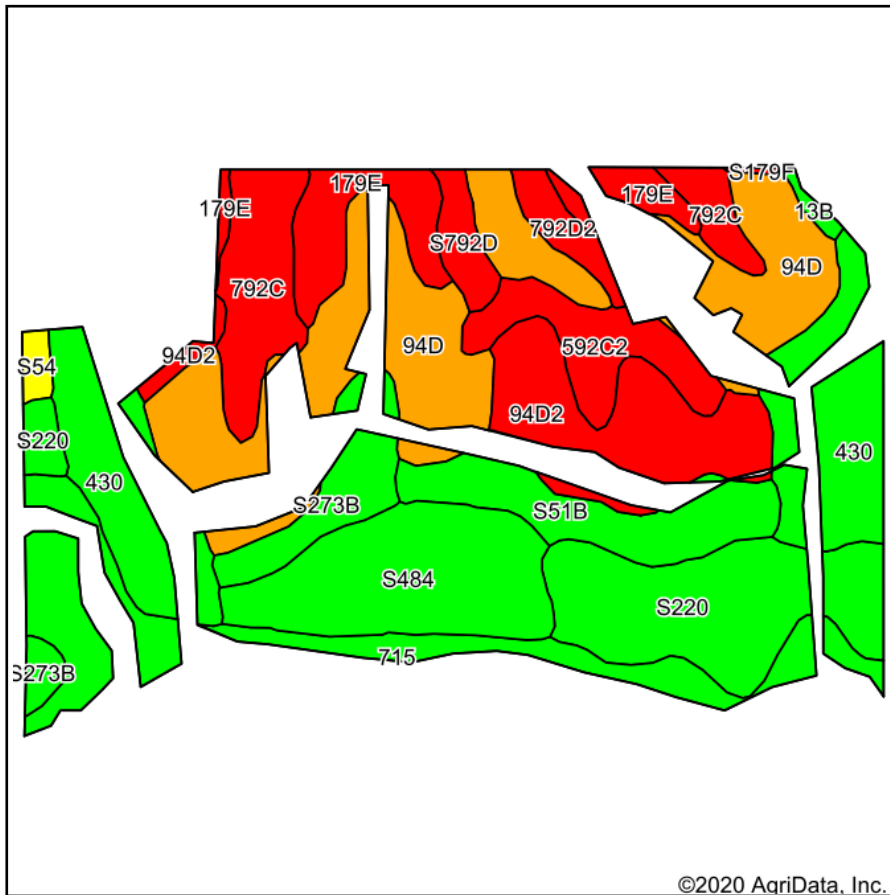 S179F
179E
179E
179E
13B
792C
792D2
S792D
94D
792C
94D
592C2
94D2
S54
94D2
S220
430
430
S273B
S51B
S484
S220
715
S273B
©2020 AgriData, Inc.